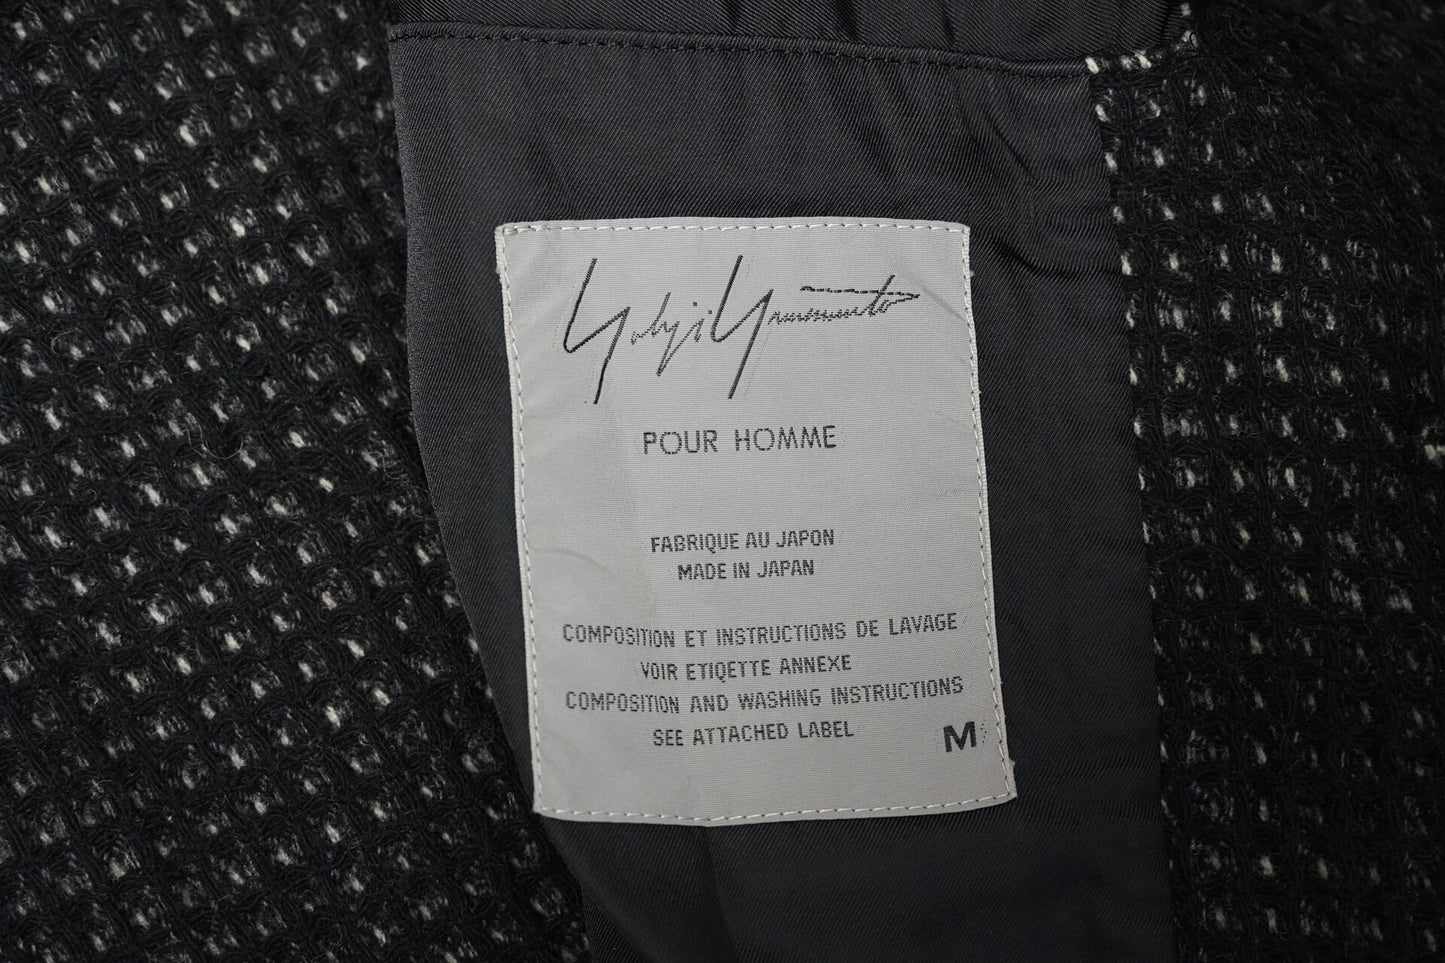 Yohji Yamamoto
POUR HOMME
FABRIQUE AU JAPON
MADE IN JAPAN
COMPOSITION ET INSTRUCTIONS DE LAVAGE
VOIR ETIQETTE ANNEXE
COMPOSITION AND WASHING INSTRUCTIONS
SEE ATTACHED LABEL
M